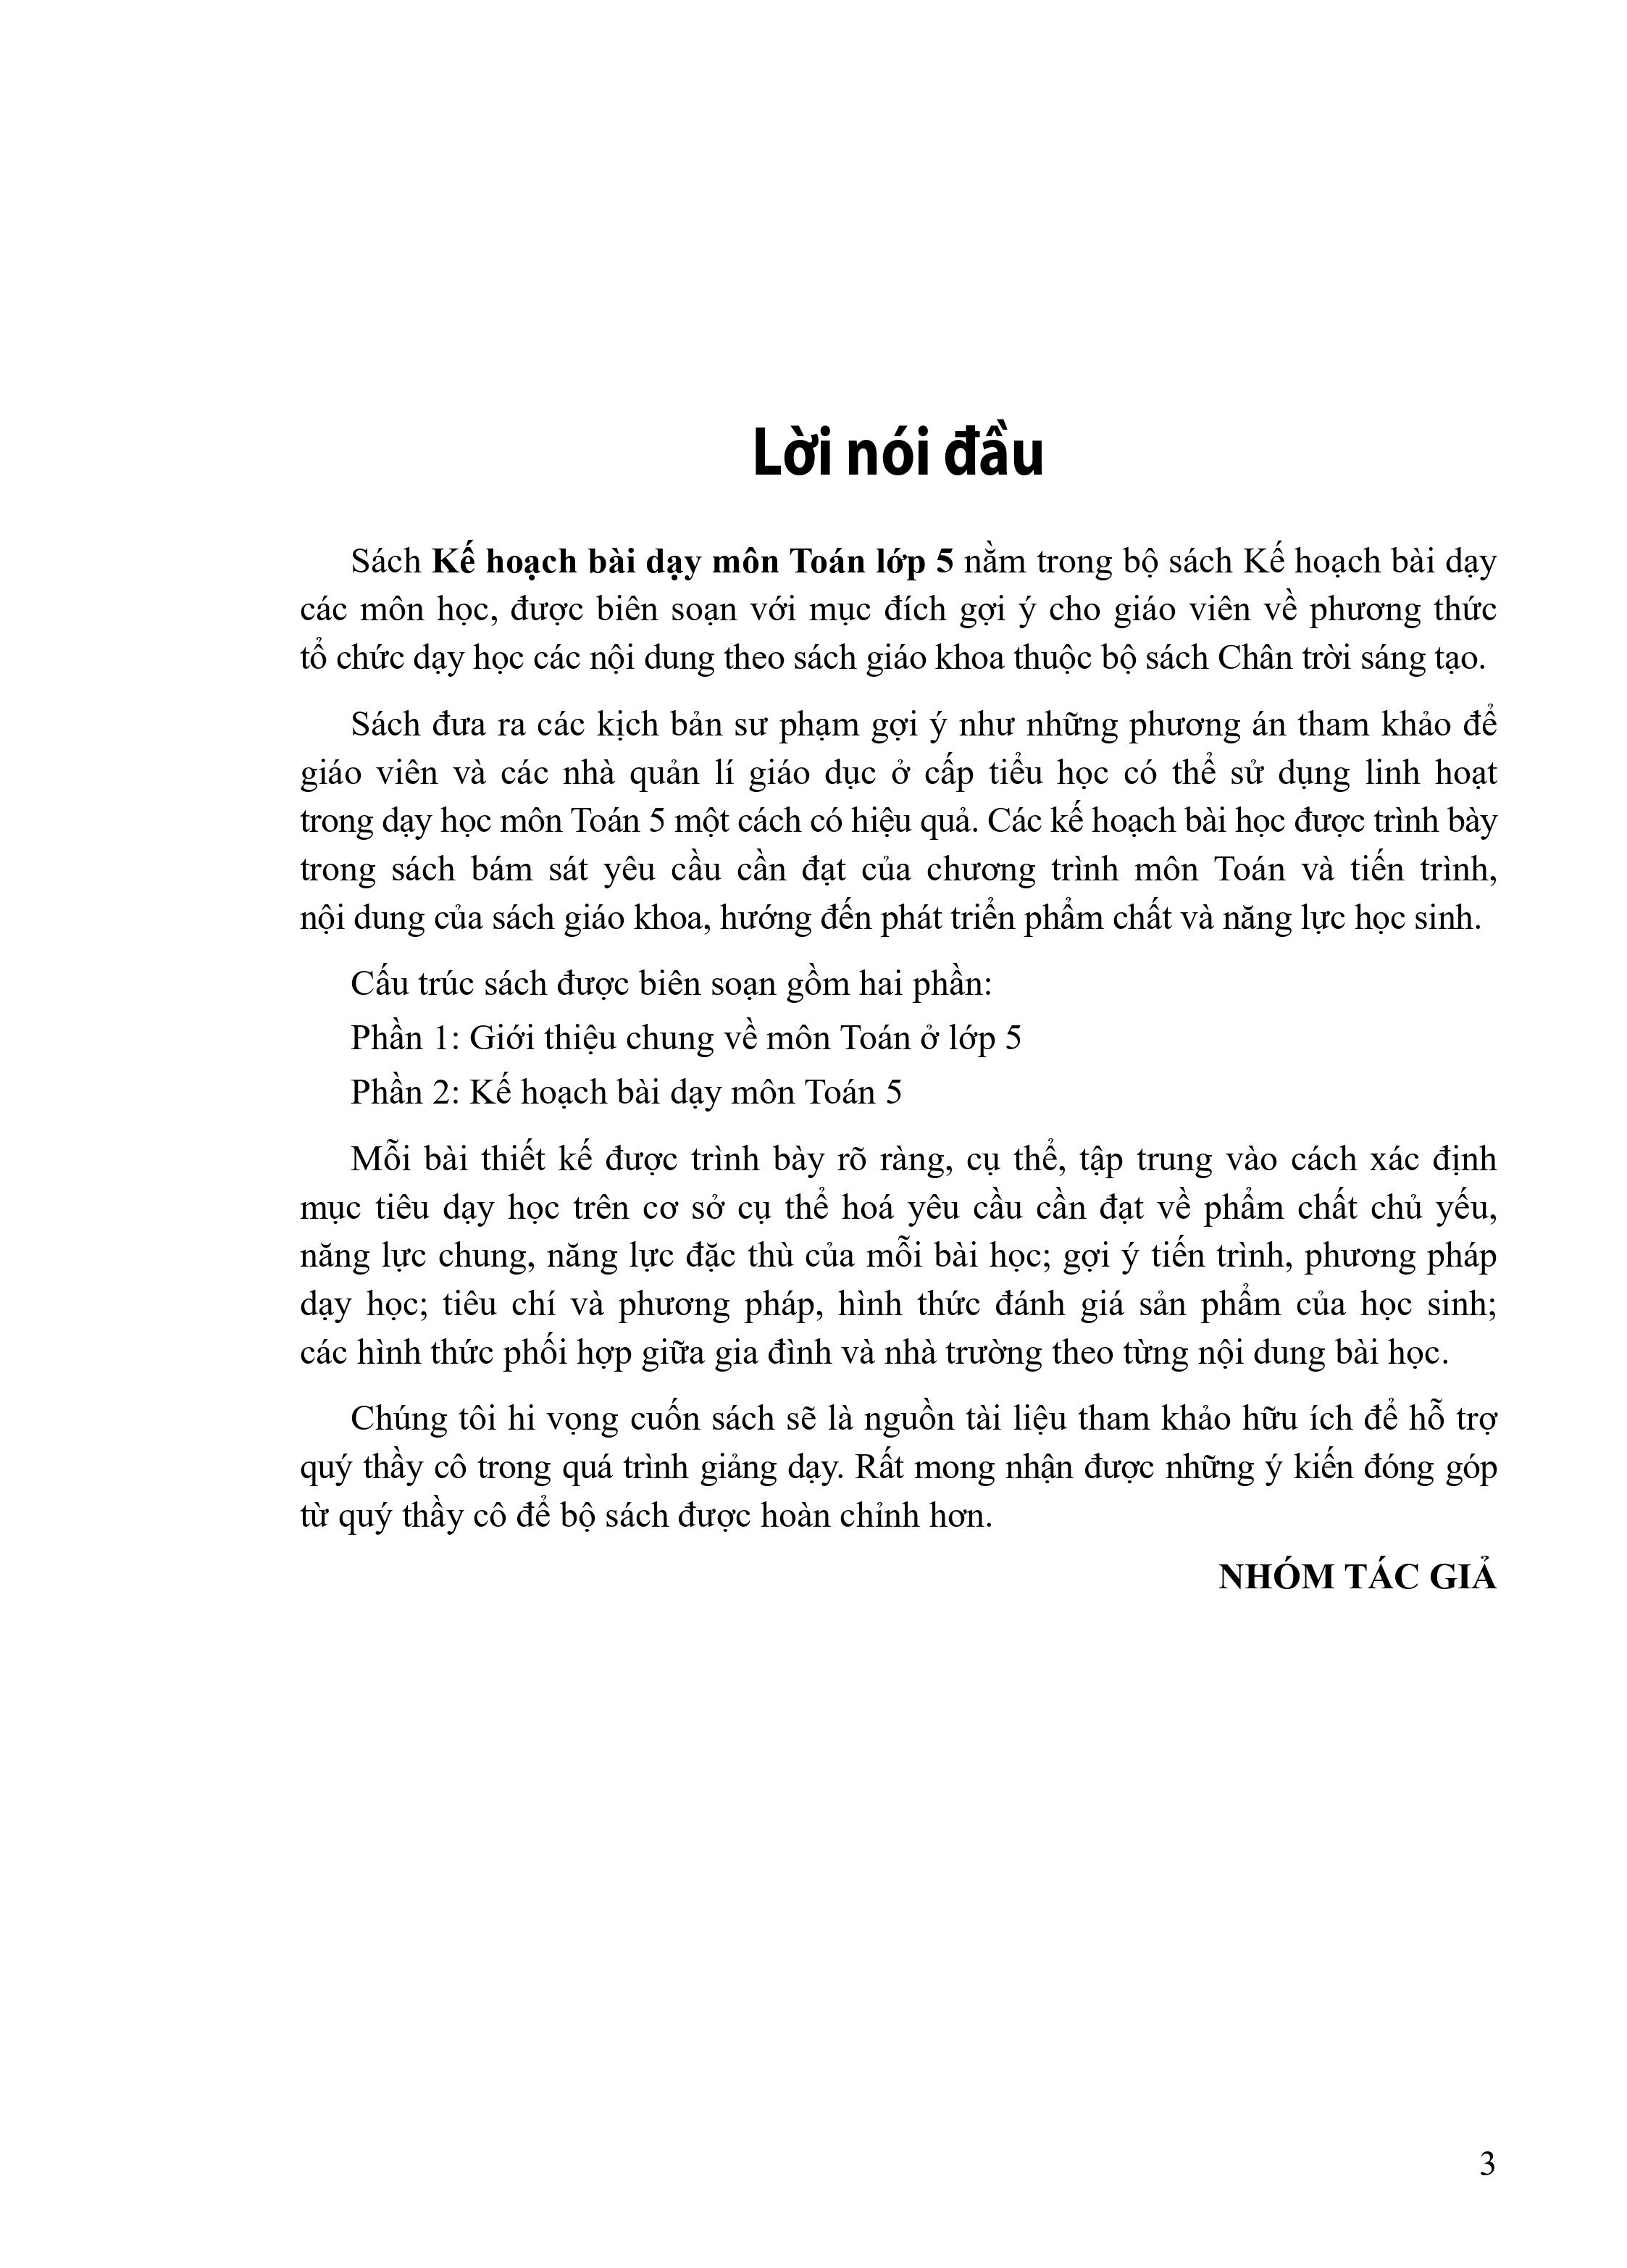 Lời nói đầu
Sách Kế hoạch bài dạy môn Toán lớp 5 nằm trong bộ sách Kế hoạch bài dạy
các môn học, được biên soạn với mục đích gợi ý cho giáo viên về phương thức
tổ chức dạy học các nội dung theo sách giáo khoa thuộc bộ sách Chân trời sáng tạo.
Sách đưa ra các kịch bản sư phạm gợi ý như những phương án tham khảo để
giáo viên và các nhà quản lí giáo dục ở cấp tiểu học có thể sử dụng linh hoạt
trong dạy học môn Toán 5 một cách có hiệu quả. Các kế hoạch bài học được trình bày
trong sách bám sát yêu cầu cần đạt của chương trình môn Toán và tiến trình,
nội dung của sách giáo khoa, hướng đến phát triển phẩm chất và năng lực học sinh.
Cấu trúc sách được biên soạn gồm hai phần:
Phần 1: Giới thiệu chung về môn Toán ở lớp 5
Phần 2: Kế hoạch bài dạy môn Toán 5
Mỗi bài thiết kế được trình bày rõ ràng, cụ thể, tập trung vào cách xác định
mục tiêu dạy học trên cơ sở cụ thể hoá yêu cầu cần đạt về phẩm chất chủ yếu,
năng lực chung, năng lực đặc thù của mỗi bài học; gợi ý tiến trình, phương pháp
dạy học; tiêu chí và phương pháp, hình thức đánh giá sản phẩm của học sinh;
các hình thức phối hợp giữa gia đình và nhà trường theo từng nội dung bài học.
Chúng tôi hi vọng cuốn sách sẽ là nguồn tài liệu tham khảo hữu ích để hỗ trợ
quý thầy cô trong quá trình giảng dạy. Rất mong nhận được những ý kiến đóng góp
từ quý thầy cô để bộ sách được hoàn chỉnh hơn.
NHÓM TÁC GIẢ
3